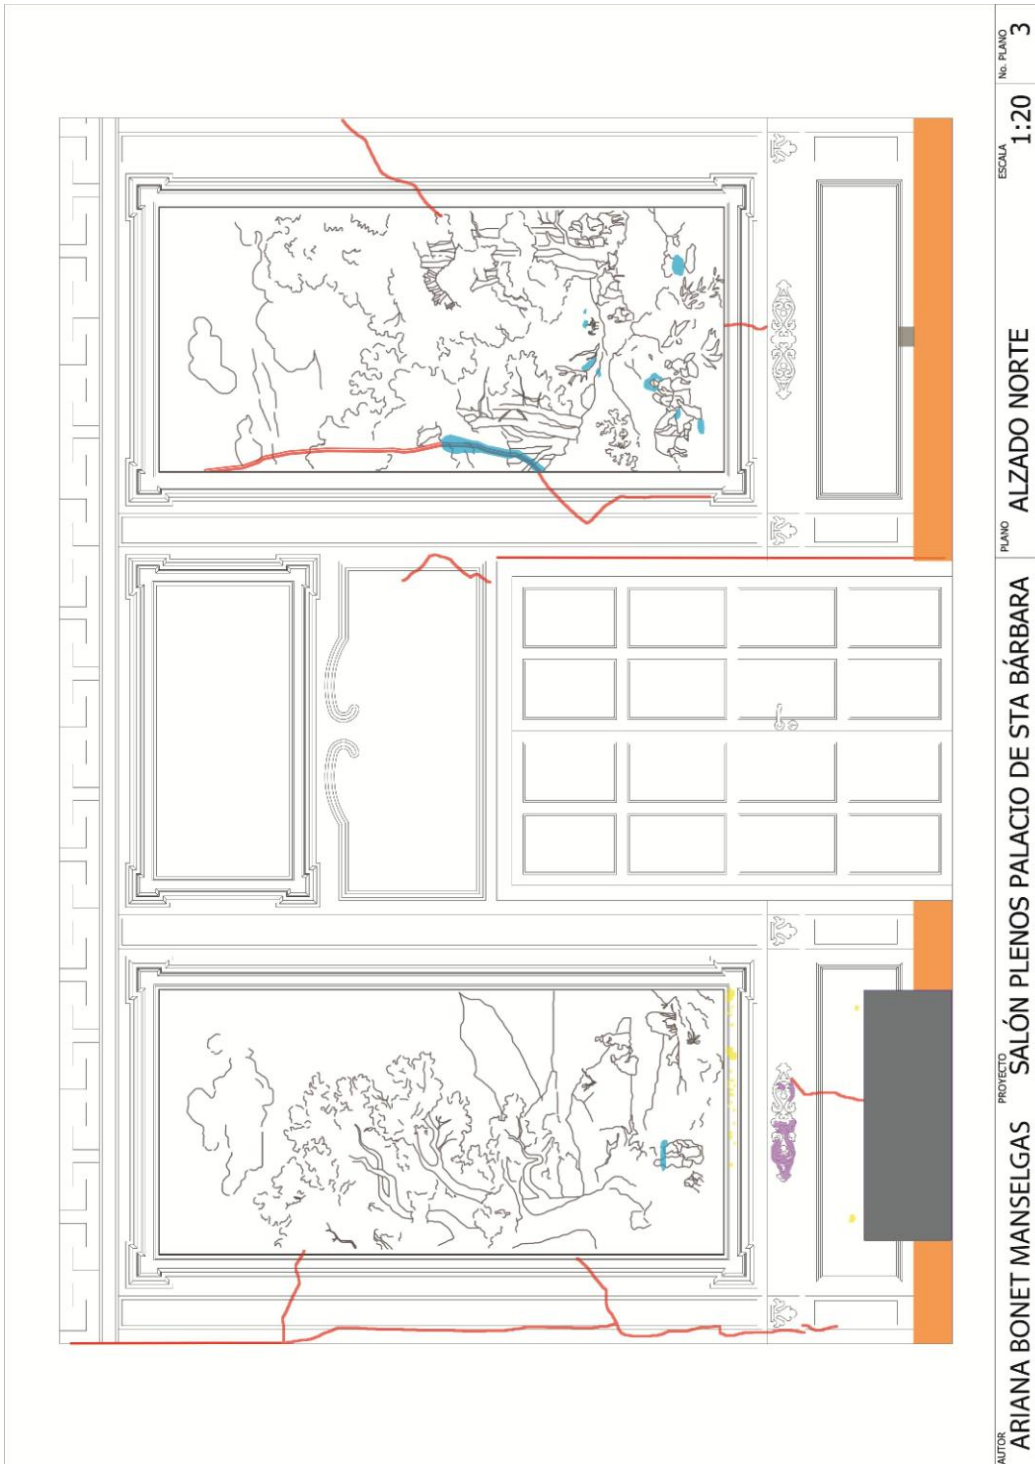 AUTOR
ARIANA BONET MANSELGAS
PROYECTO
SALÓN PLENOS PALACIO DE STA BÁRBARA
PLANO
ALZADO NORTE
ESCALA
1:20
No. PLANO
3